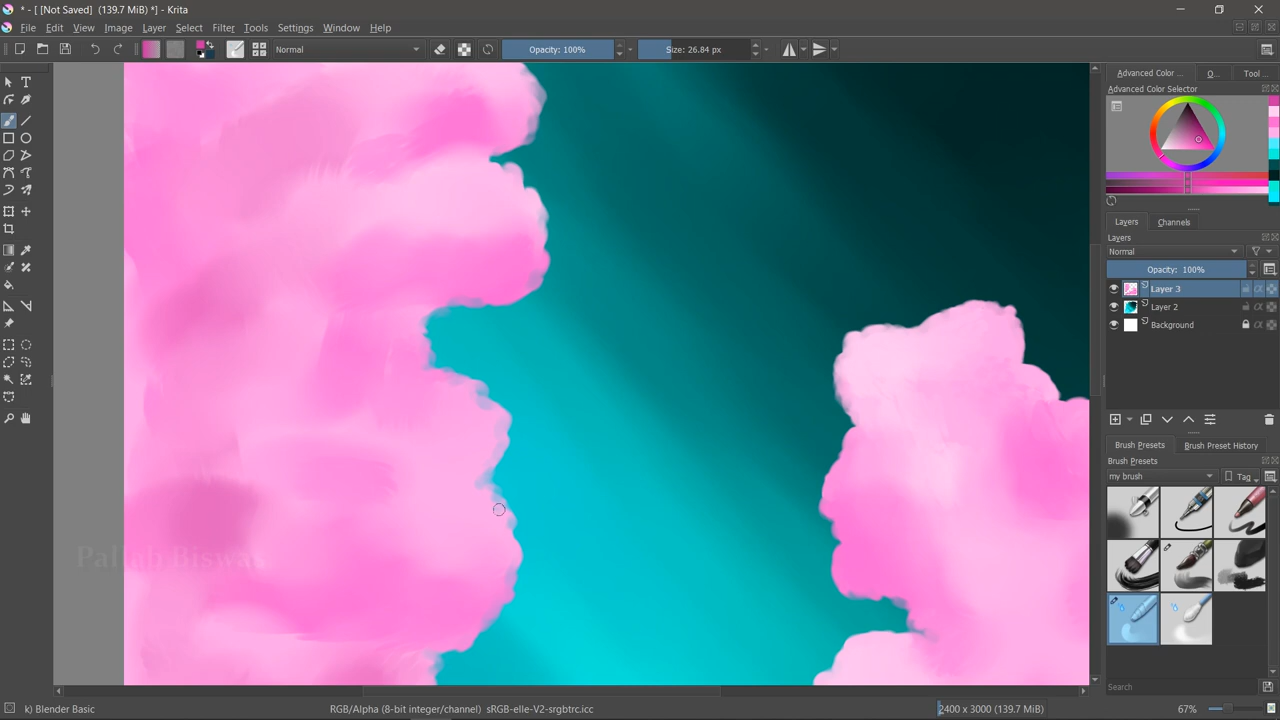 * - [ [Not Saved]  (139.7 MiB) *] - Krita
File Edit View Image Layer Select Filter Tools Settings Window Help
Normal Opacity: 100% Size: 26.84 px
Advanced Color ... O... Tool ...
Advanced Color Selector
Layers Channels
Layers
Normal
Opacity:  100%
Layer 3
Layer 2
Background
Brush Presets Brush Preset History
Brush Presets
my brush Tag
Pallab Biswas
Search
k) Blender Basic RGB/Alpha (8-bit integer/channel)  sRGB-elle-V2-srgbtrc.icc 2400 x 3000 (139.7 MiB) 67%